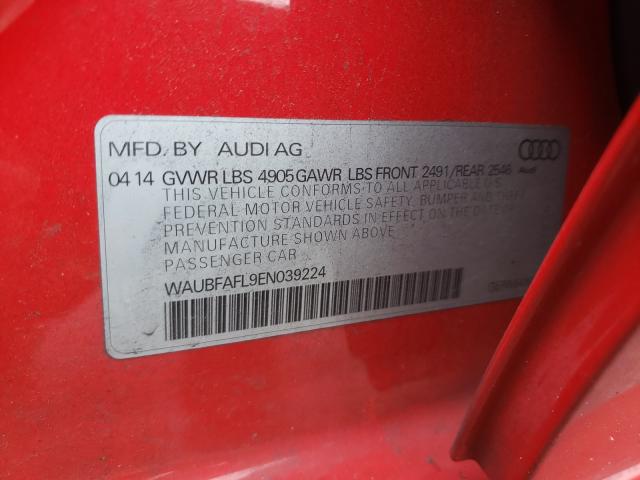 MFD. BY AUDI AG
04 14 GVWR LBS 4905 GAWR LBS FRONT 2491/REAR 2546 Audi
THIS VEHICLE CONFORMS TO ALL APPLICABLE U.S.
FEDERAL MOTOR VEHICLE SAFETY, BUMPER AND THEFT
PREVENTION STANDARDS IN EFFECT ON THE DATE OF
MANUFACTURE SHOWN ABOVE.
PASSENGER CAR
WAUBFAFL9EN039224